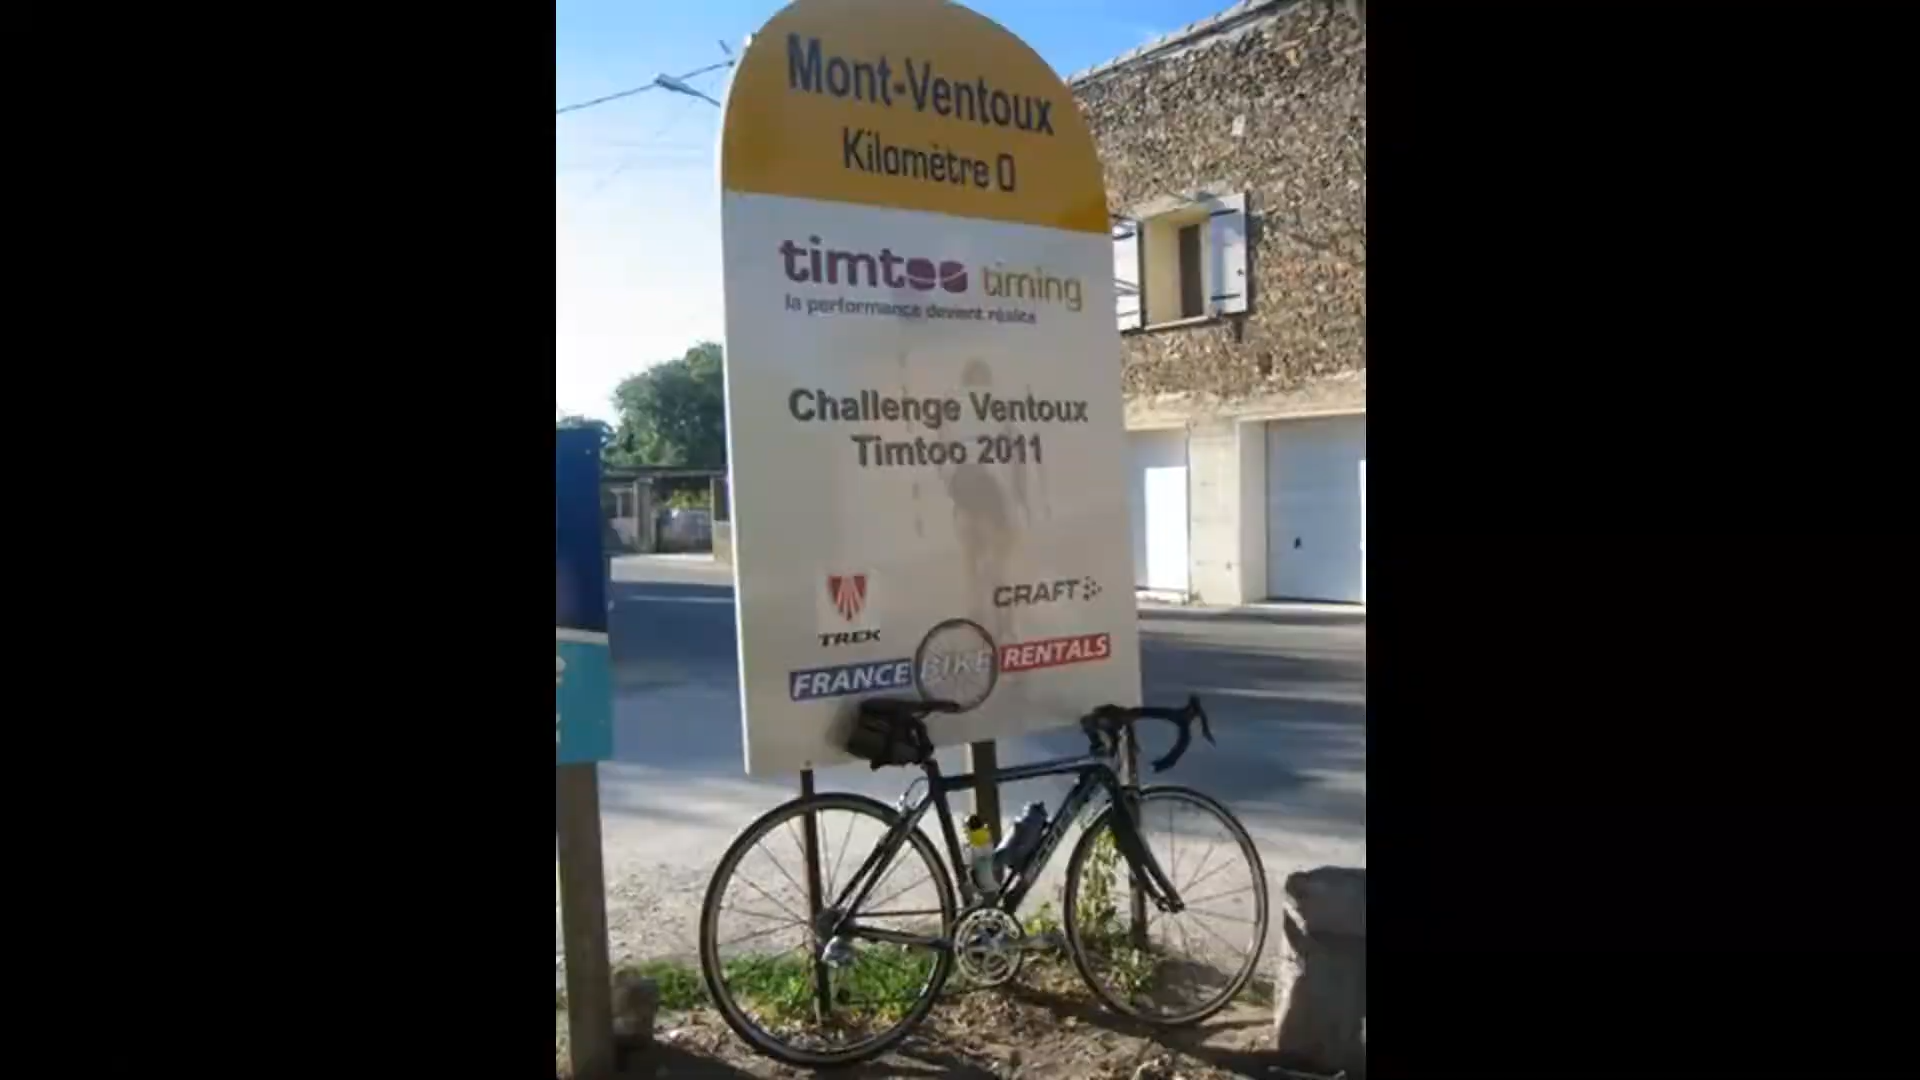 Mont-Ventoux
Kilomètre 0
timtoo timing
la performance devient réalité
Challenge Ventoux
Timtoo 2011
CRAFT
TREK
FRANCE BIKE RENTALS